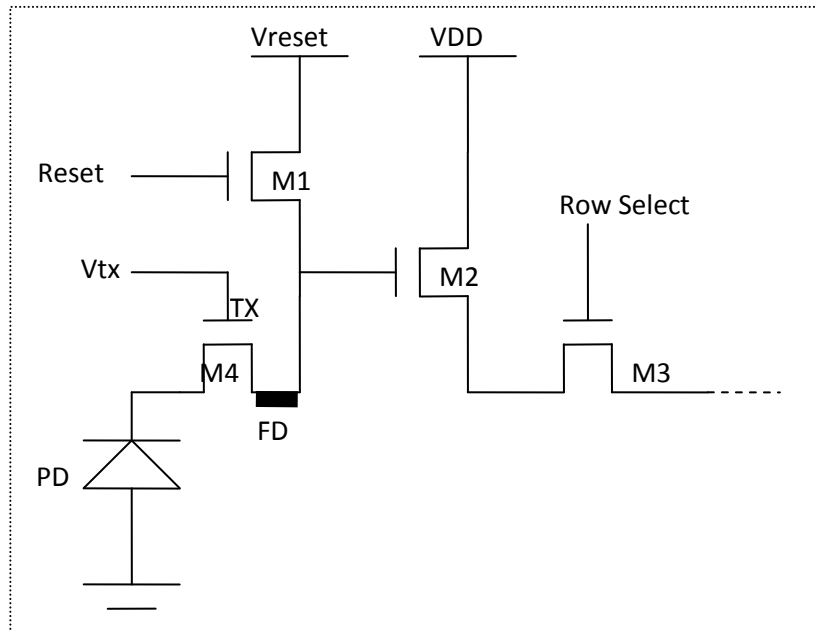 Vreset
VDD
Reset
M1
Row Select
Vtx
M2
TX
M4
M3
FD
PD